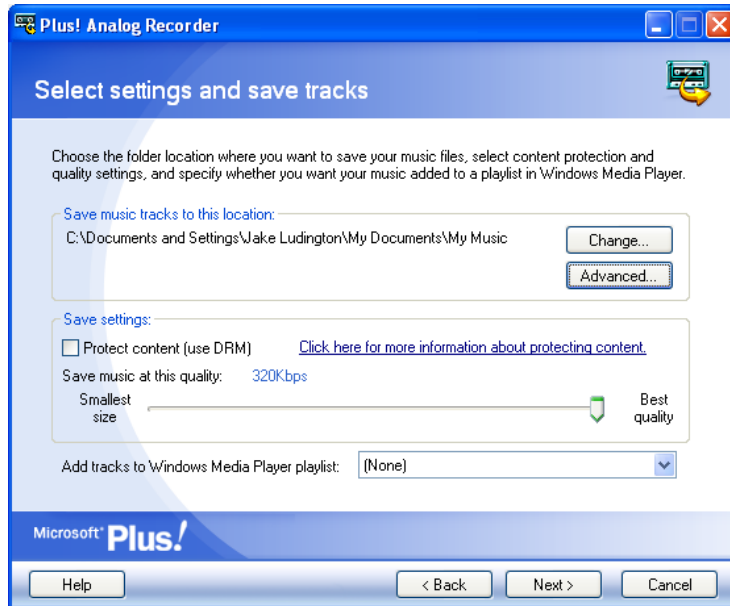 Plus! Analog Recorder
Select settings and save tracks
Choose the folder location where you want to save your music files, select content protection and
quality settings, and specify whether you want your music added to a playlist in Windows Media Player.
Save music tracks to this location:
C:\Documents and Settings\Jake Ludington\My Documents\My Music
Change...
Advanced...
Save settings:
Protect content (use DRM) Click here for more information about protecting content.
Save music at this quality: 320Kbps
Smallest
size
Best
quality
Add tracks to Windows Media Player playlist: (None)
Microsoft® Plus!
Help < Back Next > Cancel